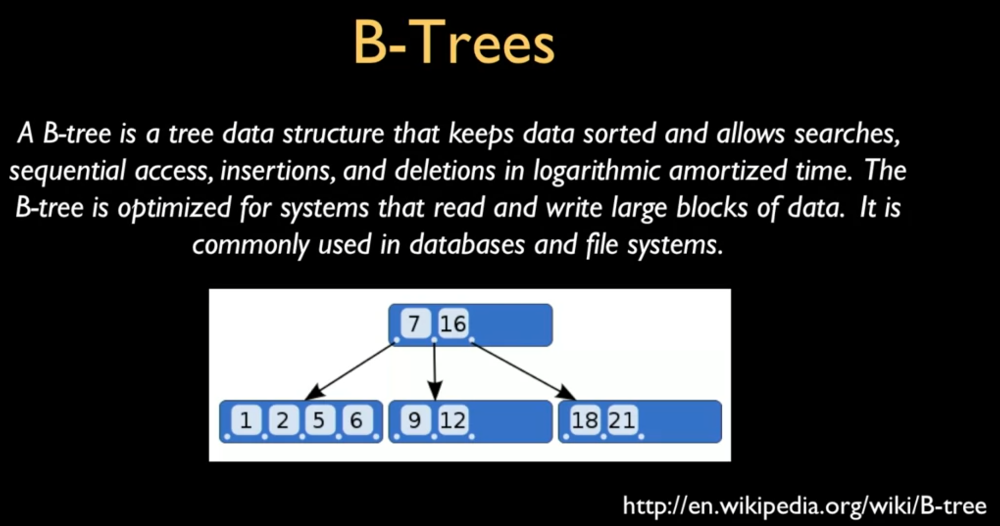 B-Trees
A B-tree is a tree data structure that keeps data sorted and allows searches,
sequential access, insertions, and deletions in logarithmic amortized time. The
B-tree is optimized for systems that read and write large blocks of data. It is
commonly used in databases and file systems.
7 16
1 2 5 6 9 12 18 21
http://en.wikipedia.org/wiki/B-tree